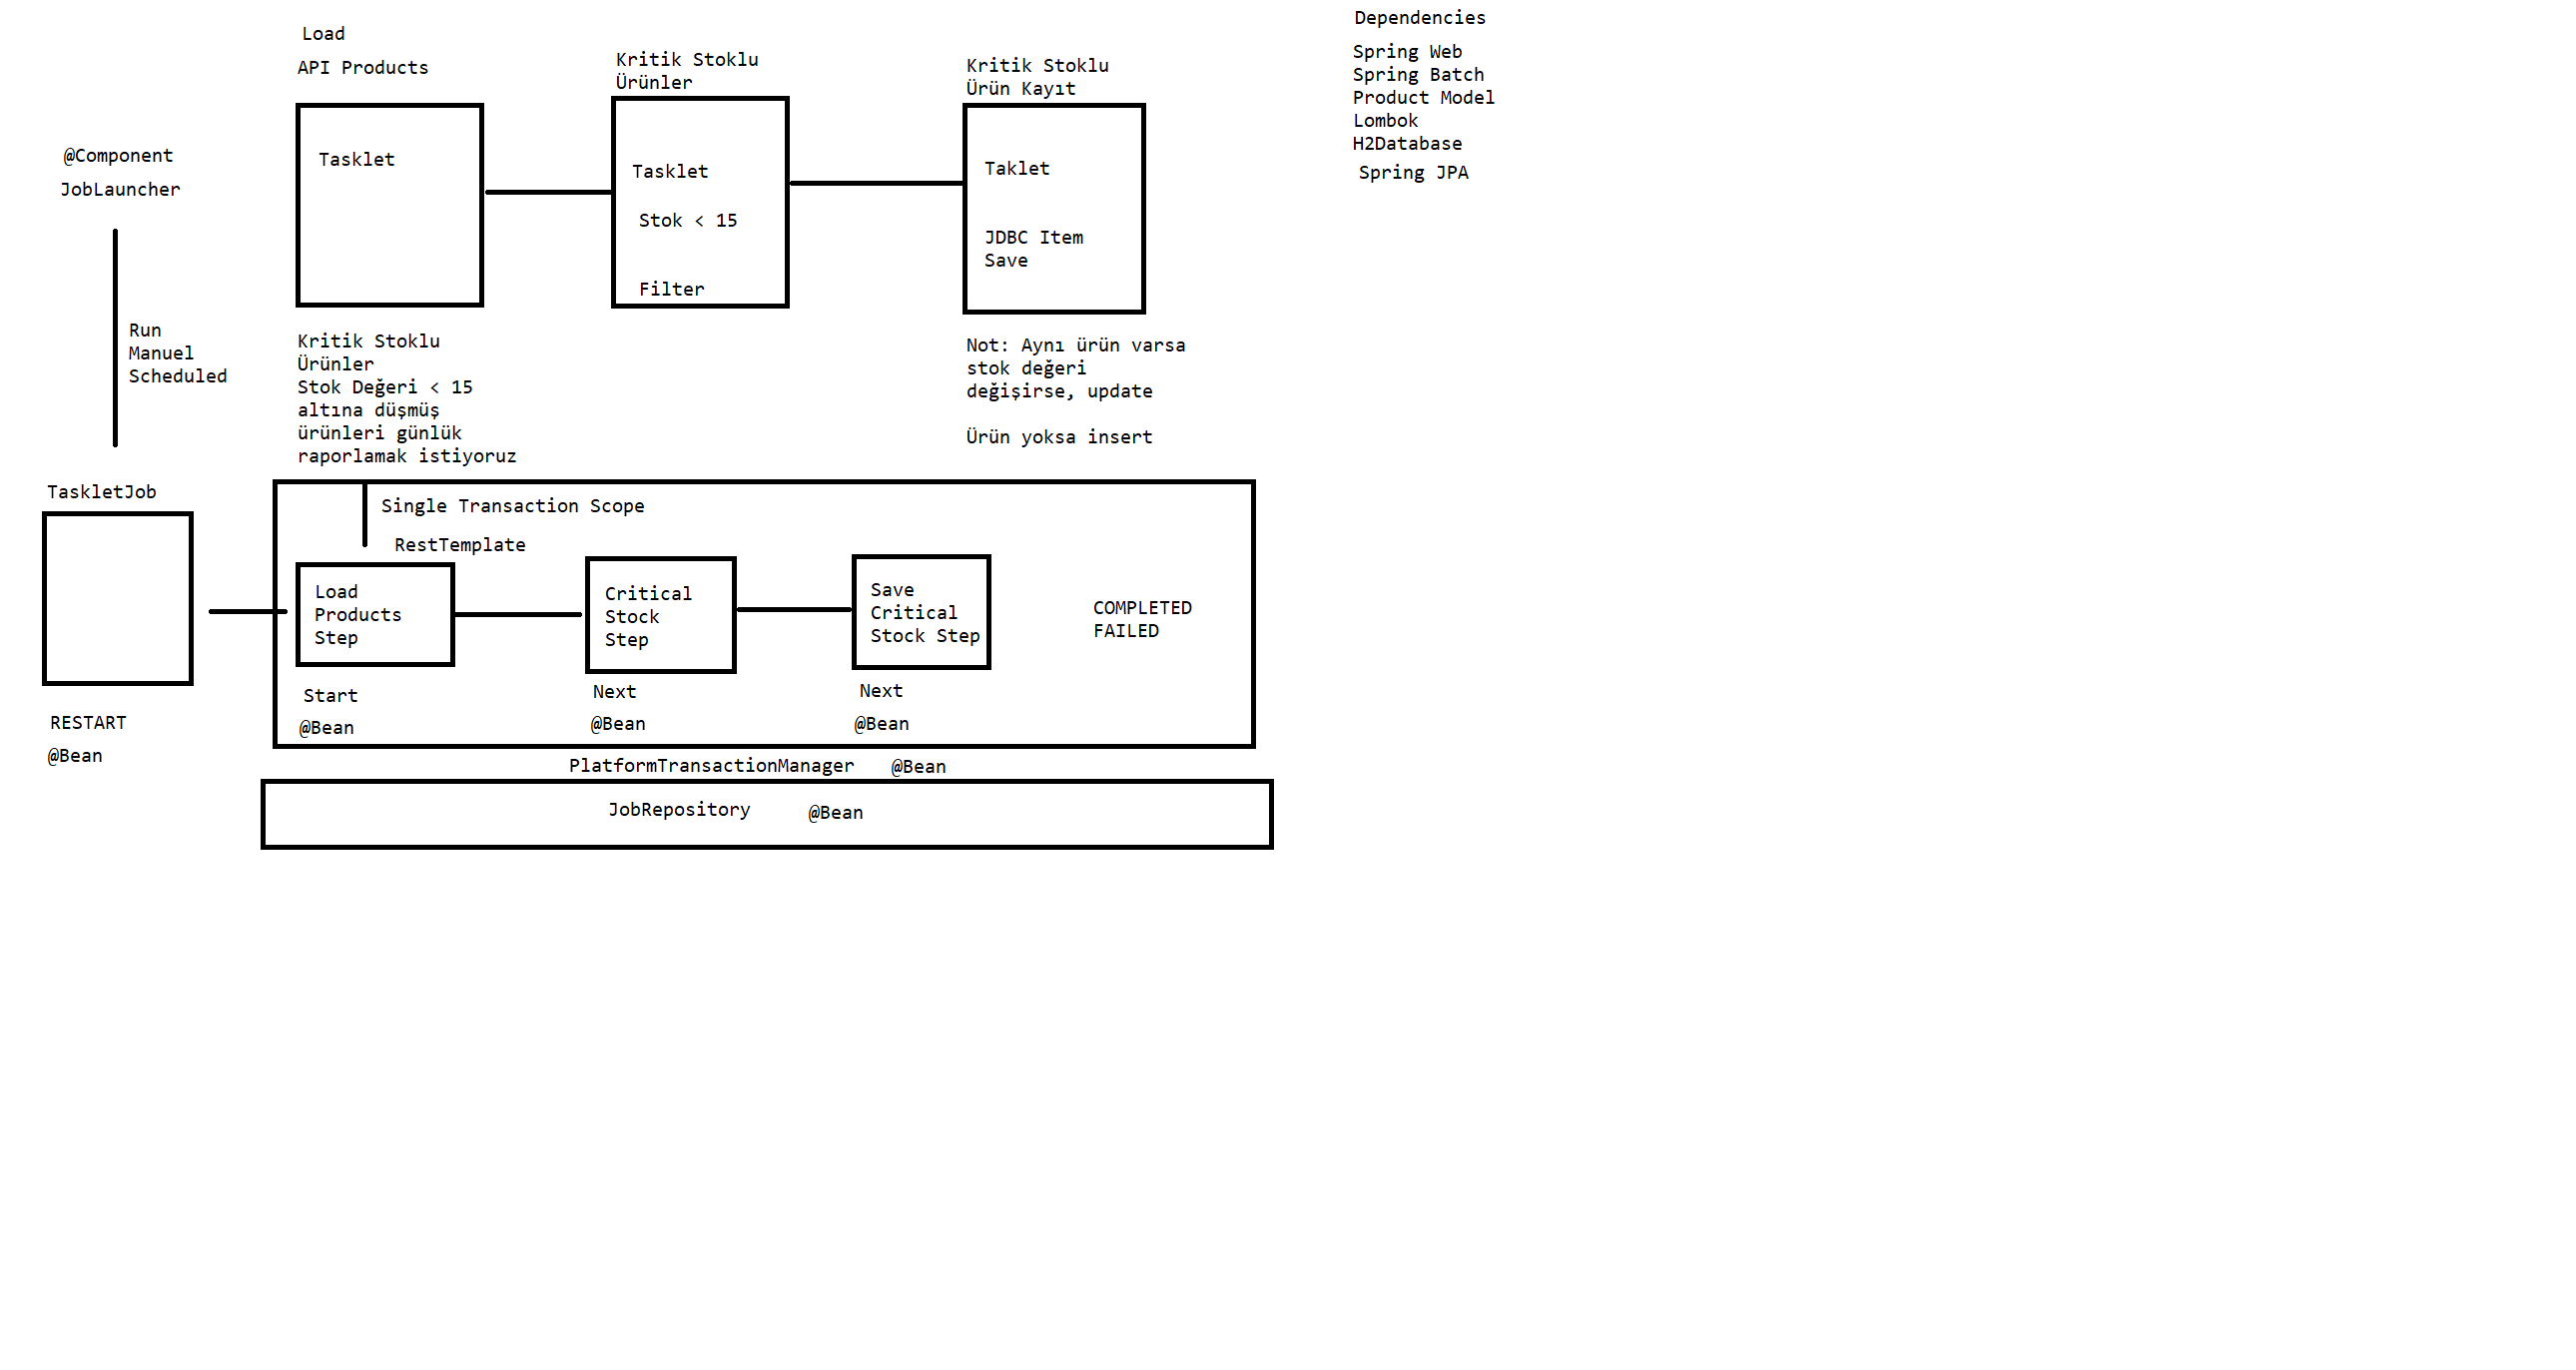 Load
API Products
Kritik Stoklu
Ürünler
Kritik Stoklu
Ürün Kayıt
Dependencies
Spring Web
Spring Batch
Product Model
Lombok
H2Database
Spring JPA
@Component
JobLauncher
Tasklet
Tasklet
Stok < 15
Filter
Taklet
JDBC Item
Save
Run
Manuel
Scheduled
Kritik Stoklu
Ürünler
Stok Değeri < 15
altına düşmüş
ürünleri günlük
raporlamak istiyoruz
Not: Aynı ürün varsa
stok değeri
değişirse, update
Ürün yoksa insert
TaskletJob
RESTART
@Bean
Single Transaction Scope
RestTemplate
Load
Products
Step
Start
@Bean
Critical
Stock
Step
Next
@Bean
Save
Critical
Stock Step
Next
@Bean
COMPLETED
FAILED
PlatformTransactionManager @Bean
JobRepository @Bean